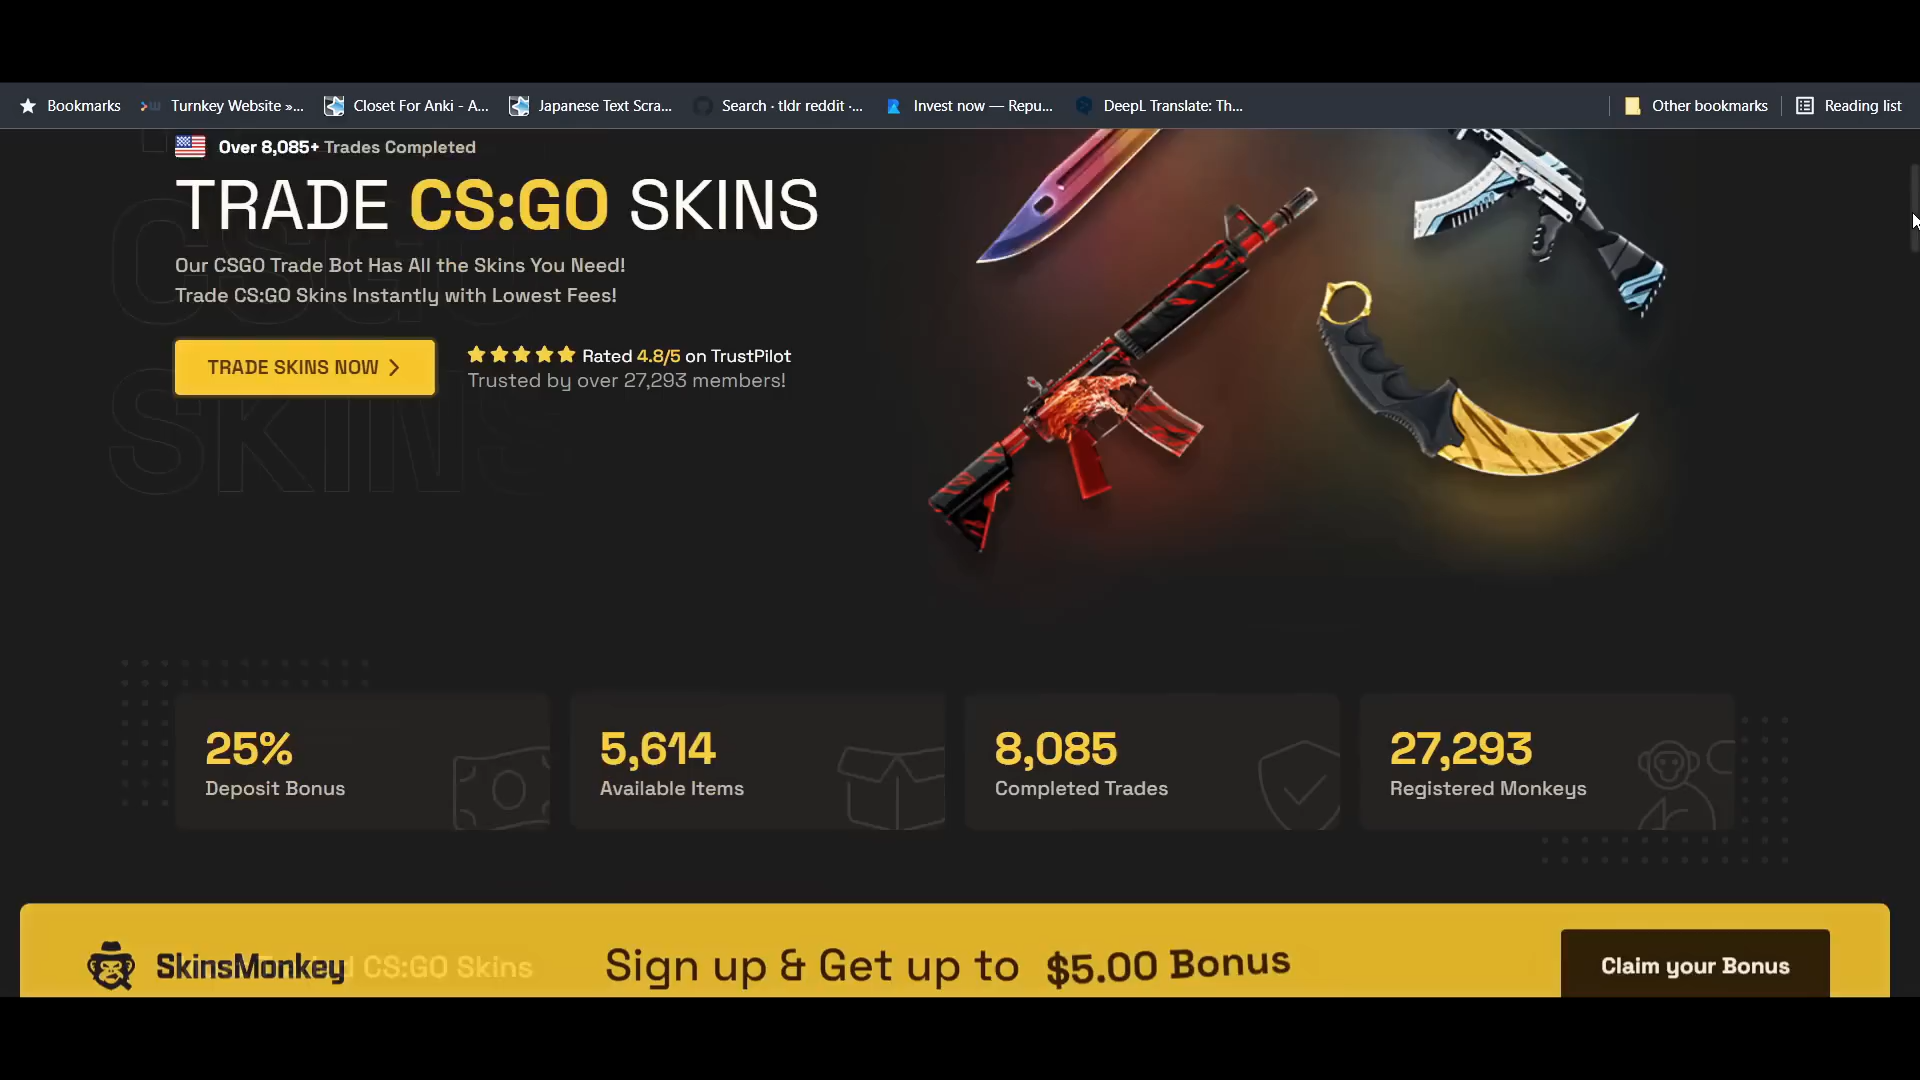 Bookmarks
Turnkey Website »...
Closet For Anki - A...
Japanese Text Scra...
Search · tldr reddit ·...
Invest now — Repu...
DeepL Translate: Th...
Other bookmarks
Reading list
Over 8,085+ Trades Completed
TRADE CS:GO SKINS
Our CSGO Trade Bot Has All the Skins You Need!
Trade CS:GO Skins Instantly with Lowest Fees!
TRADE SKINS NOW
Rated 4.8/5 on TrustPilot
Trusted by over 27,293 members!
CSGO
SKINS
25%
Deposit Bonus
5,614
Available Items
8,085
Completed Trades
27,293
Registered Monkeys
SkinsMonkey
CS:GO Skins
Sign up & Get up to $5.00 Bonus
Claim your Bonus